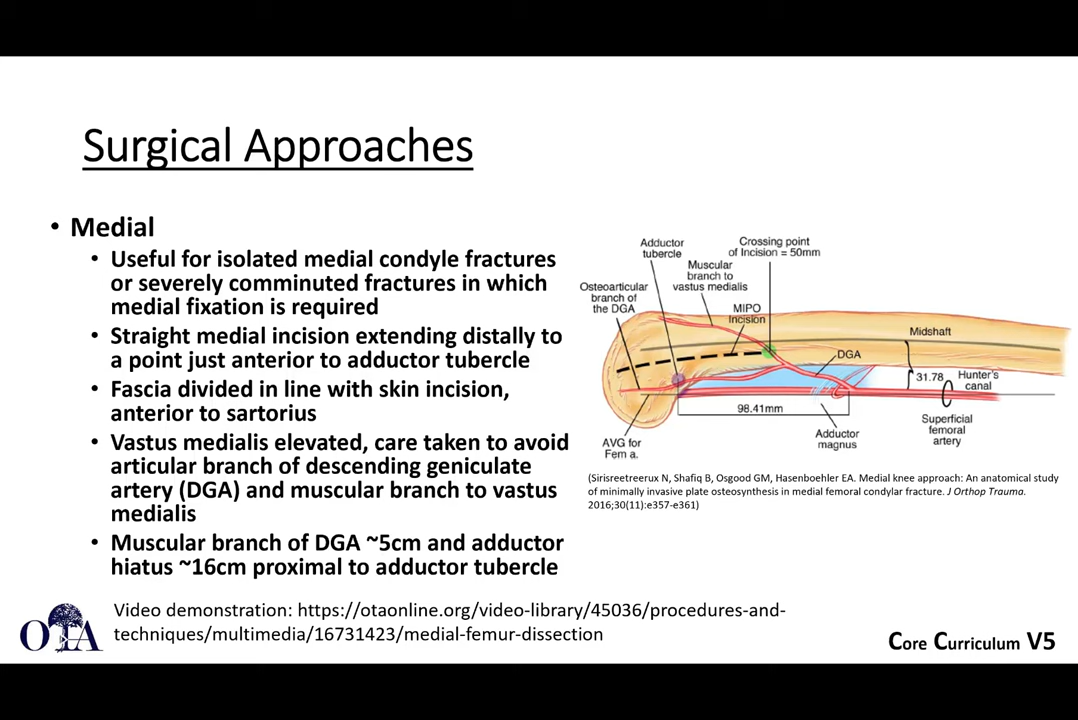 Surgical Approaches
• Medial
• Useful for isolated medial condyle fractures
or severely comminuted fractures in which
medial fixation is required
• Straight medial incision extending distally to
a point just anterior to adductor tubercle
• Fascia divided in line with skin incision,
anterior to sartorius
• Vastus medialis elevated, care taken to avoid
articular branch of descending geniculate
artery (DGA) and muscular branch to vastus
medialis
• Muscular branch of DGA ~5cm and adductor
hiatus ~16cm proximal to adductor tubercle
Adductor
tubercle
Crossing point
of Incision = 50mm
Muscular
branch to
vastus medialis
Osteoarticular
branch of
the DGA
MIPO
Incision
Midshaft
DGA
31.78
Hunter's
canal
98.41mm
Adductor
magnus
Superficial
femoral
artery
AVG for
Fem a.
(Sirisreetreerux N, Shafiq B, Osgood GM, Hasenboehler EA. Medial knee approach: An anatomical study
of minimally invasive plate osteosynthesis in medial femoral condylar fracture. J Orthop Trauma.
2016;30(11):e357-e361)
Video demonstration: https://otaonline.org/video-library/45036/procedures-and-
techniques/multimedia/16731423/medial-femur-dissection
OTA
Core Curriculum V5